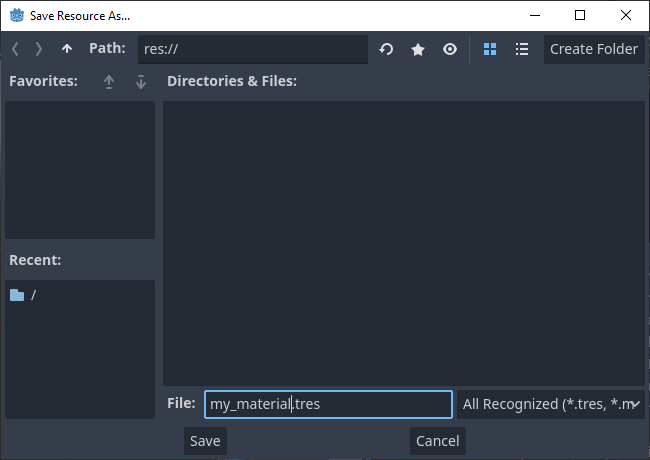 Save Resource As...
Path: res:// Create Folder
Favorites: Directories & Files:
Recent:
/
File: my_material.tres All Recognized (*.tres, *.m
Save Cancel